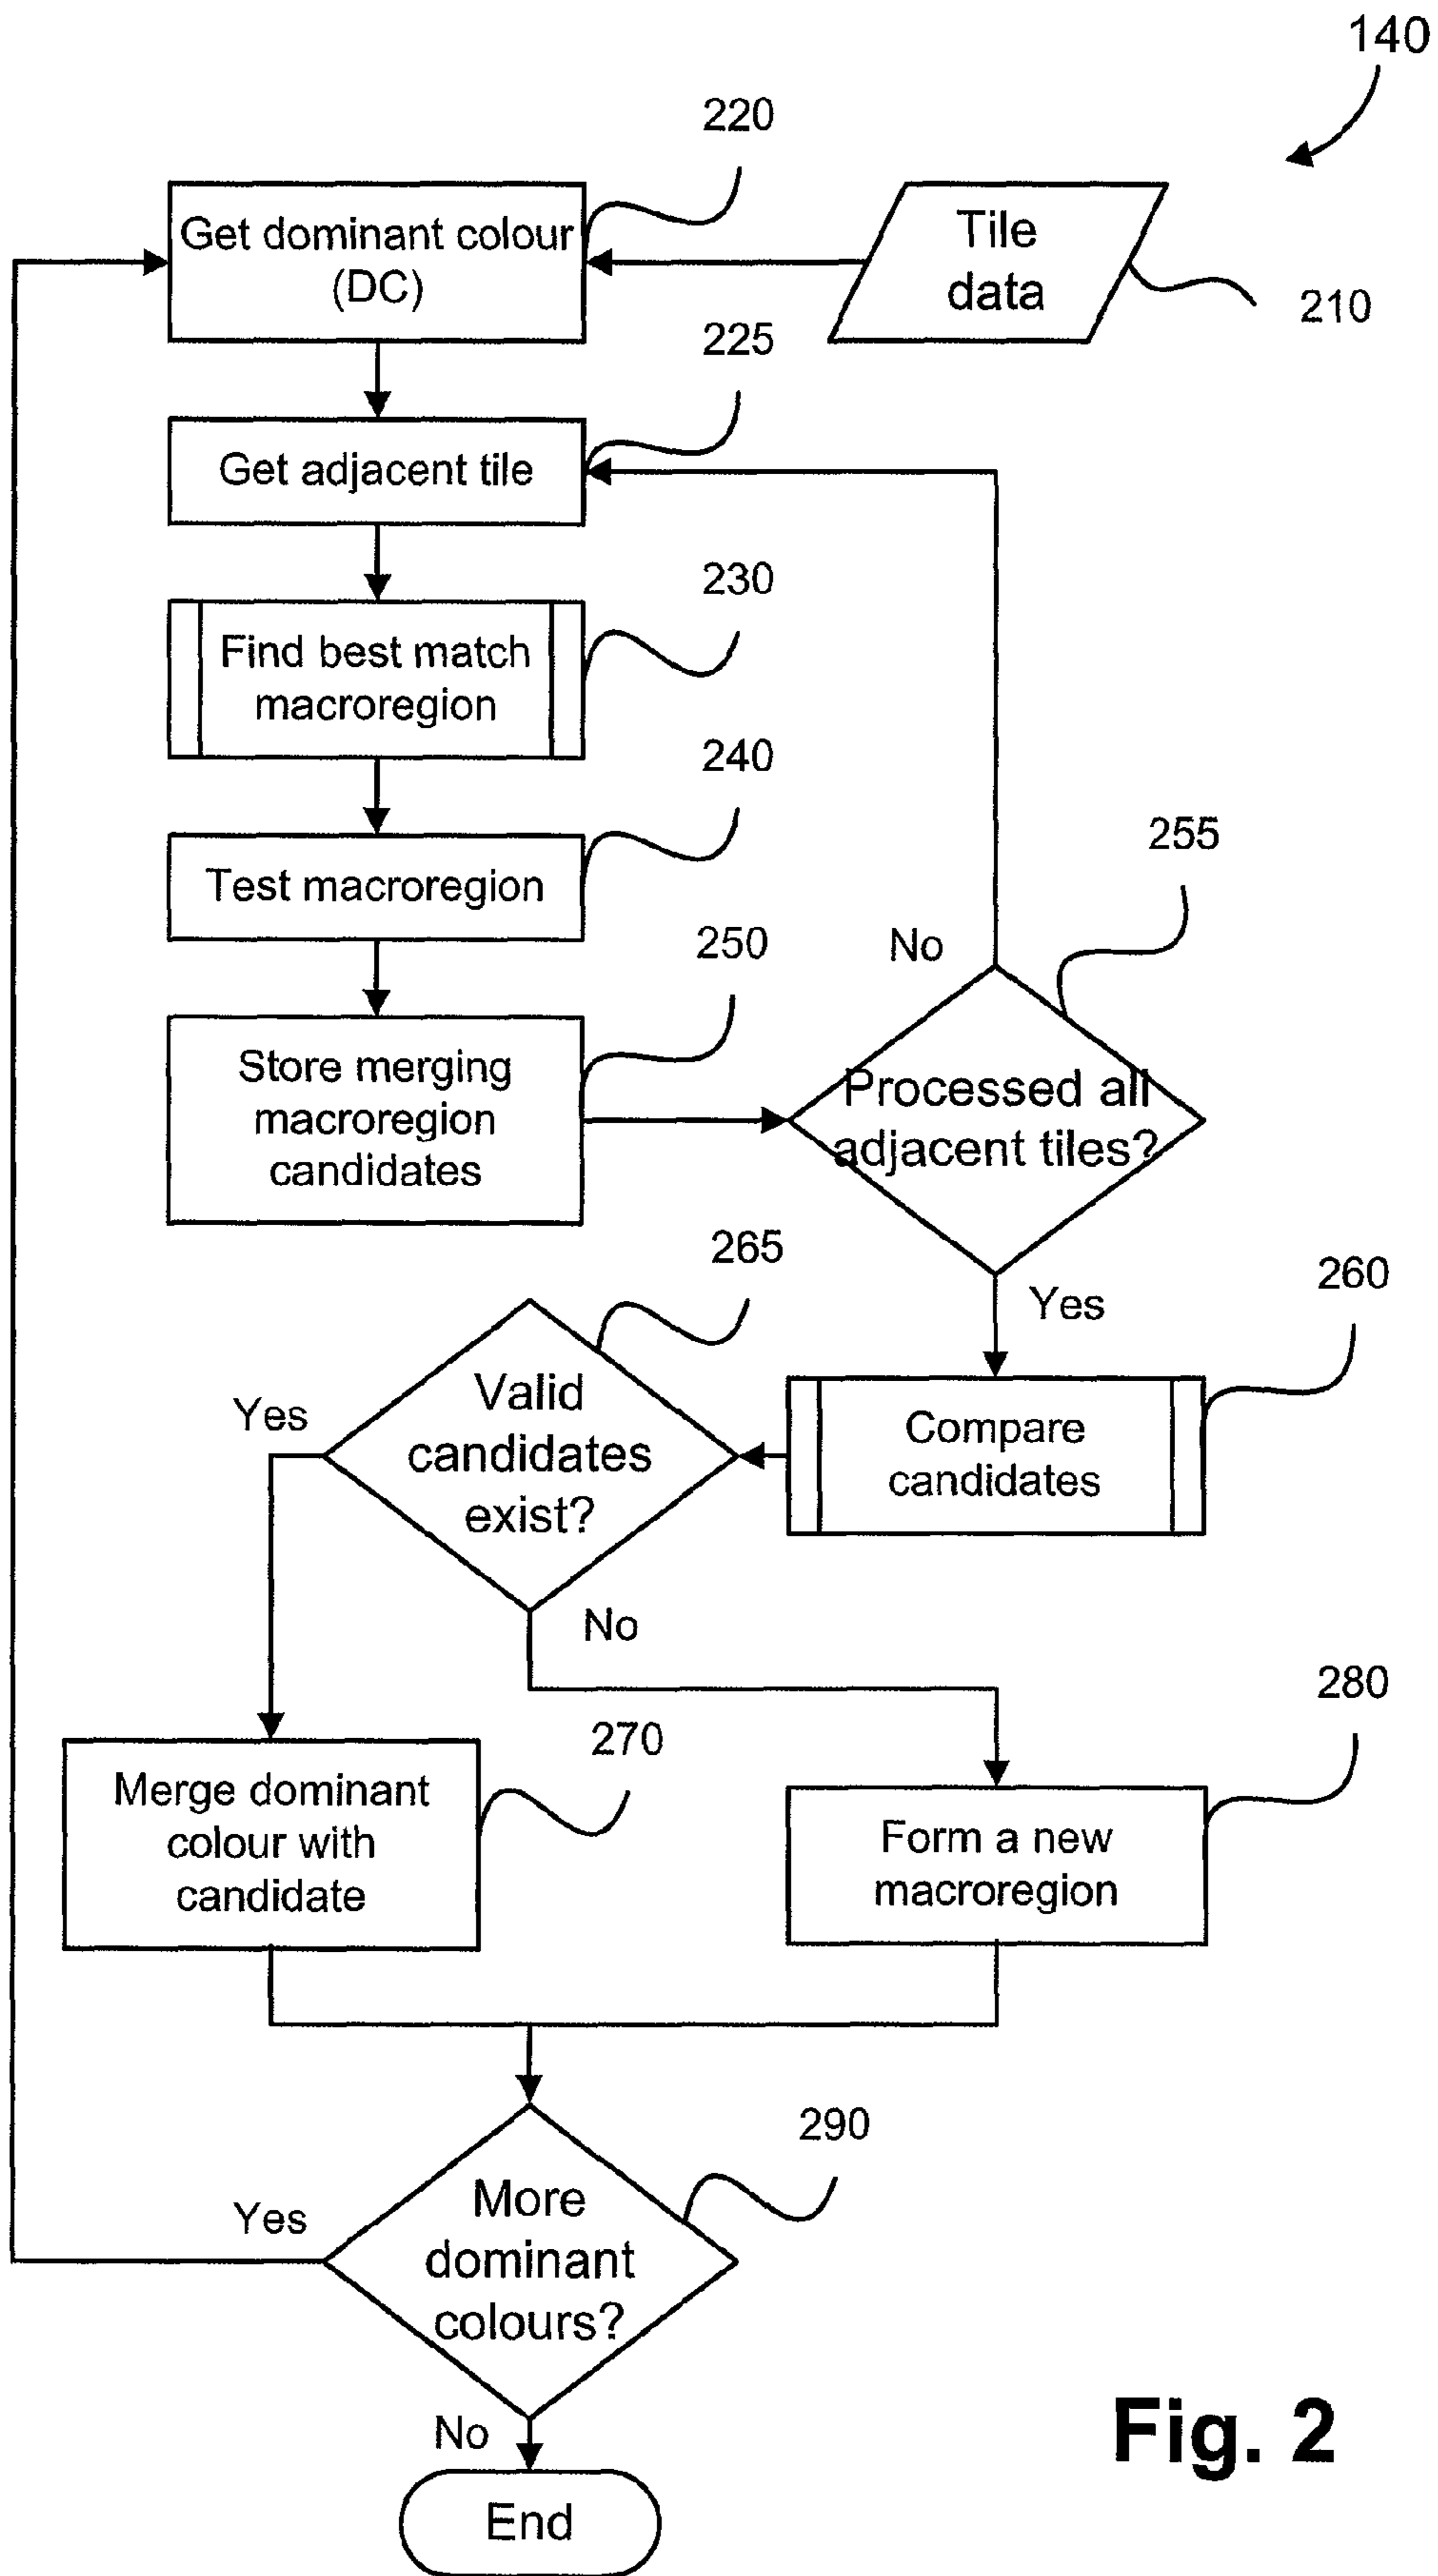 140
220
Get dominant colour
(DC)
Tile
data
210
225
Get adjacent tile
230
Find best match
macroregion
240
Test macroregion
255
250
No
Store merging
macroregion
candidates
Processed all
adjacent tiles?
265
260
Yes
Valid
candidates
exist?
Yes
Compare
candidates
No
280
270
Merge dominant
colour with
candidate
Form a new
macroregion
290
More
dominant
colours?
Yes
No
End
Fig. 2